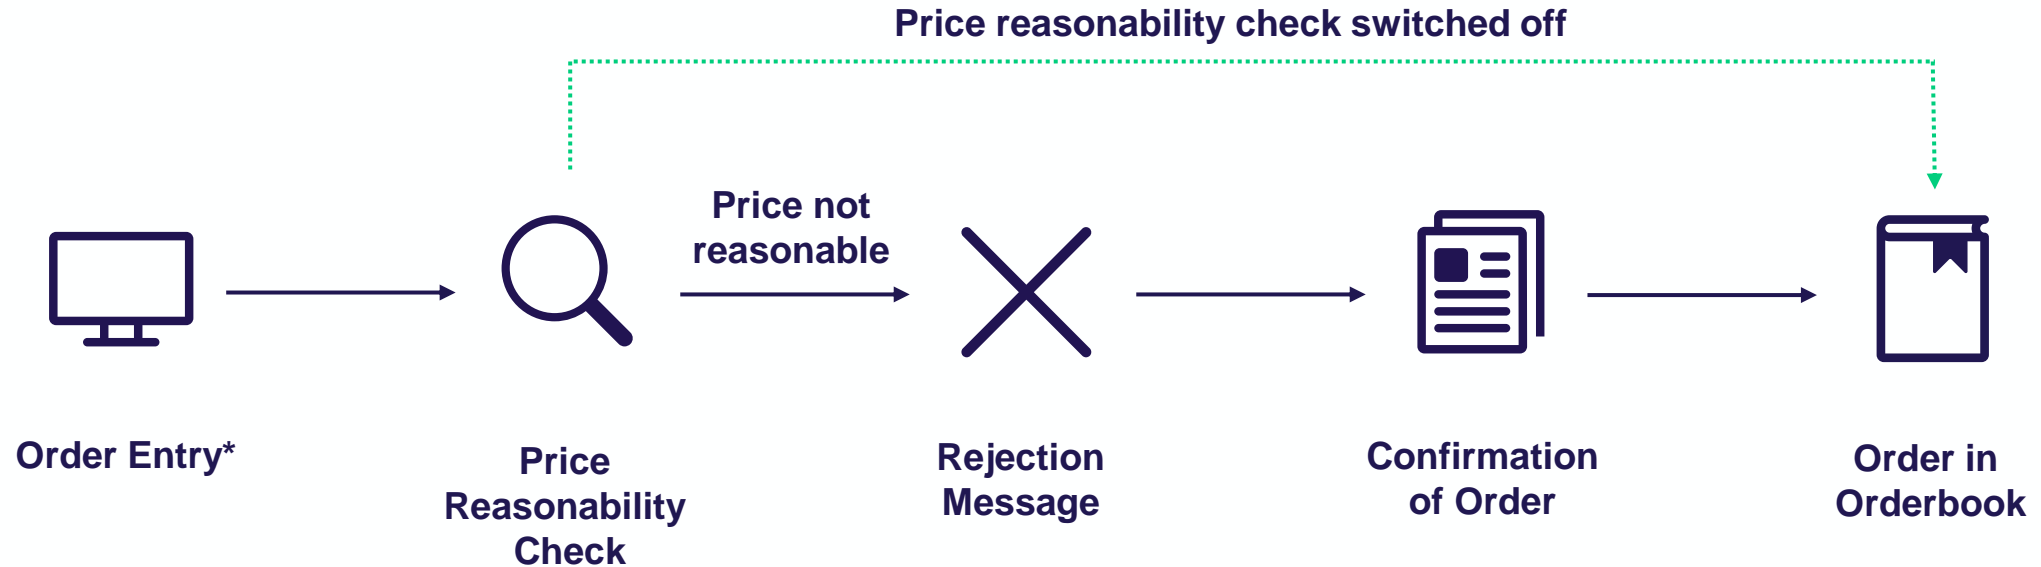 Price reasonability check switched off
Price not
reasonable
Order Entry*
Price
Reasonability
Check
Rejection
Message
Confirmation
of Order
Order in
Orderbook